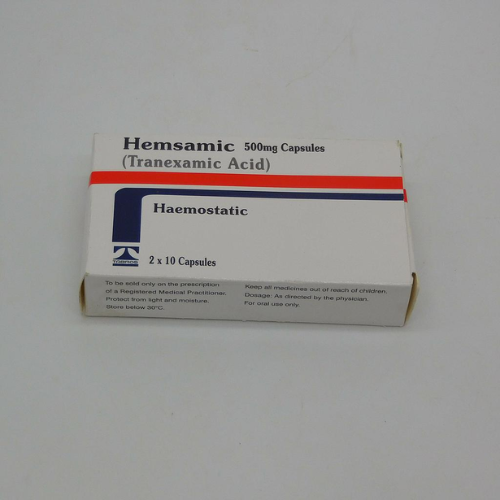 Hemsamic 500mg Capsules
(Tranexamic Acid)
Haemostatic
2 x 10 Capsules
To be sold only on the prescription
of a Registered Medical Practitioner.
Protect from light and moisture.
Store below 30°C.
Keep all medicines out of reach of children.
Dosage: As directed by the physician.
For oral use only.